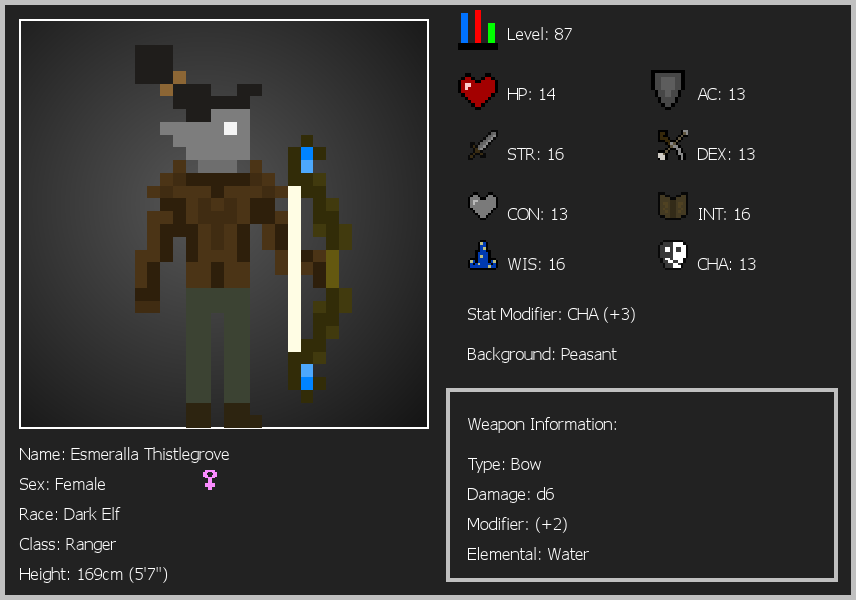 Level: 87
HP: 14
AC: 13
STR: 16
DEX: 13
CON: 13
INT: 16
WIS: 16
CHA: 13
Stat Modifier: CHA (+3)
Background: Peasant
Weapon Information:
Type: Bow
Damage: d6
Modifier: (+2)
Elemental: Water
Name: Esmeralla Thistlegrove
Sex: Female
Race: Dark Elf
Class: Ranger
Height: 169cm (5'7")